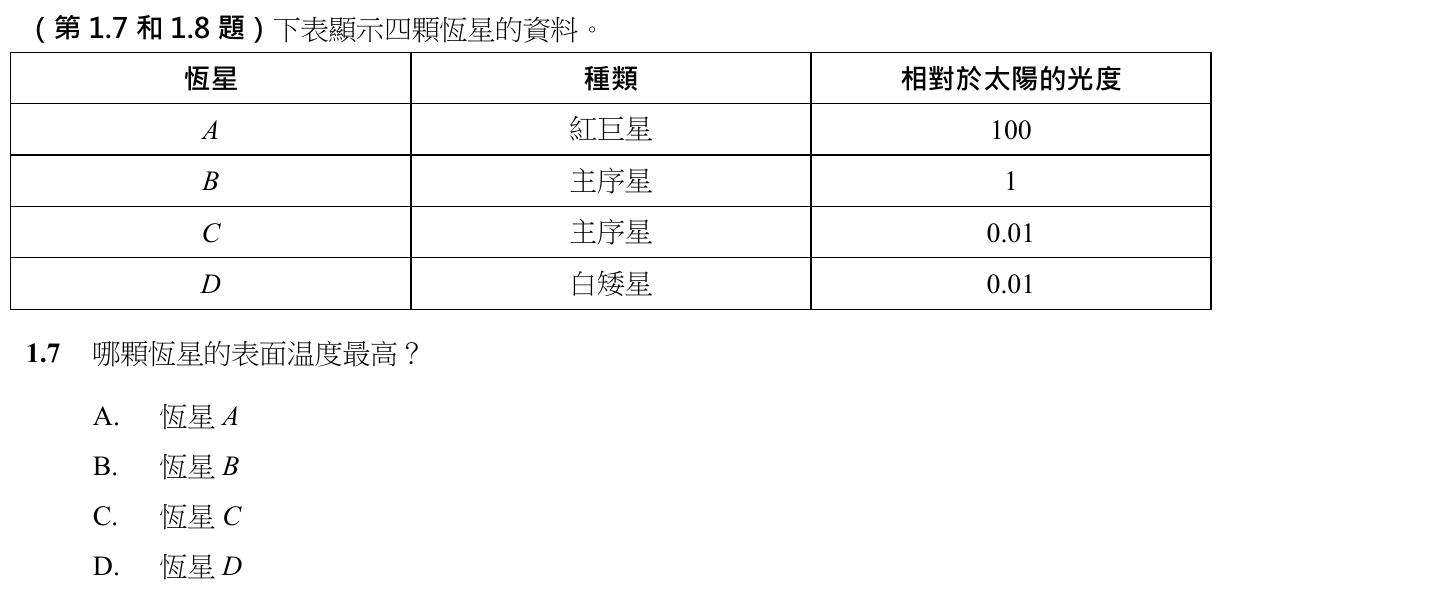 （第 1.7 和 1.8 題）下表顯示四顆恆星的資料。
恆星 種類 相對於太陽的光度
A 紅巨星 100
B 主序星 1
C 主序星 0.01
D 白矮星 0.01
1.7 哪顆恆星的表面温度最高？
A. 恆星 A
B. 恆星 B
C. 恆星 C
D. 恆星 D